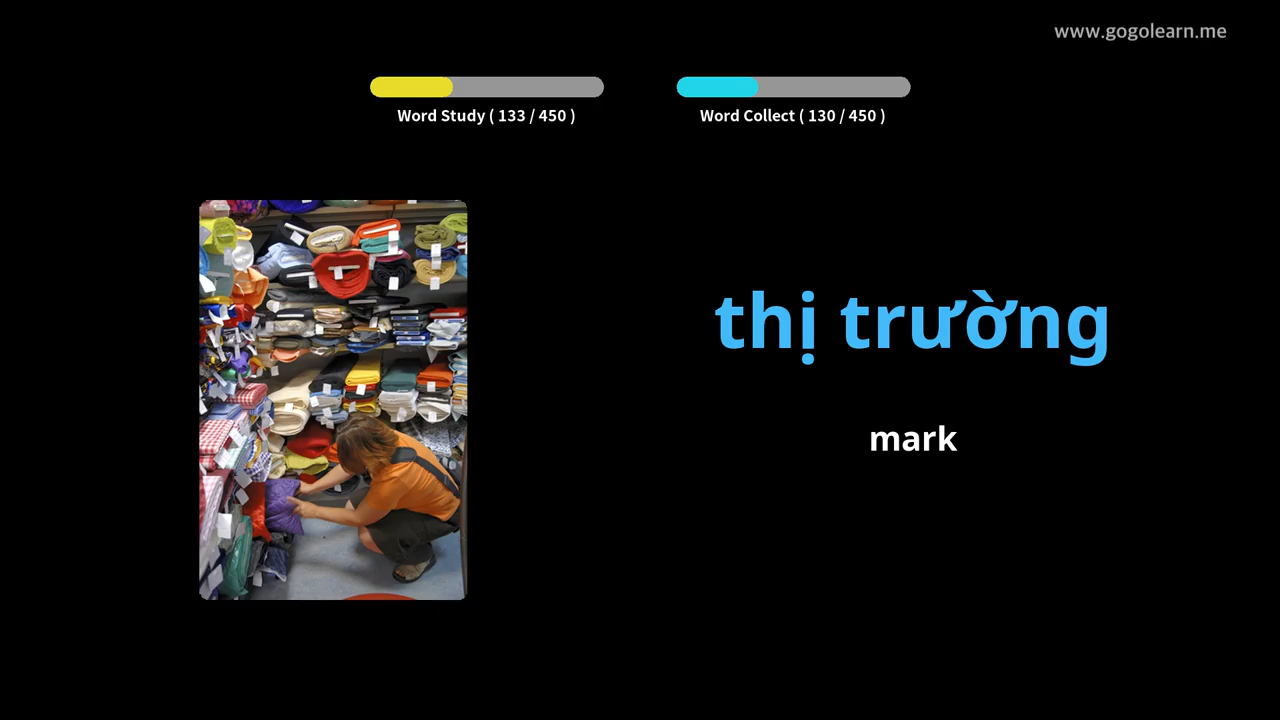 www.gogolearn.me
Word Study ( 133 / 450 )
Word Collect ( 130 / 450 )
thị trường
mark